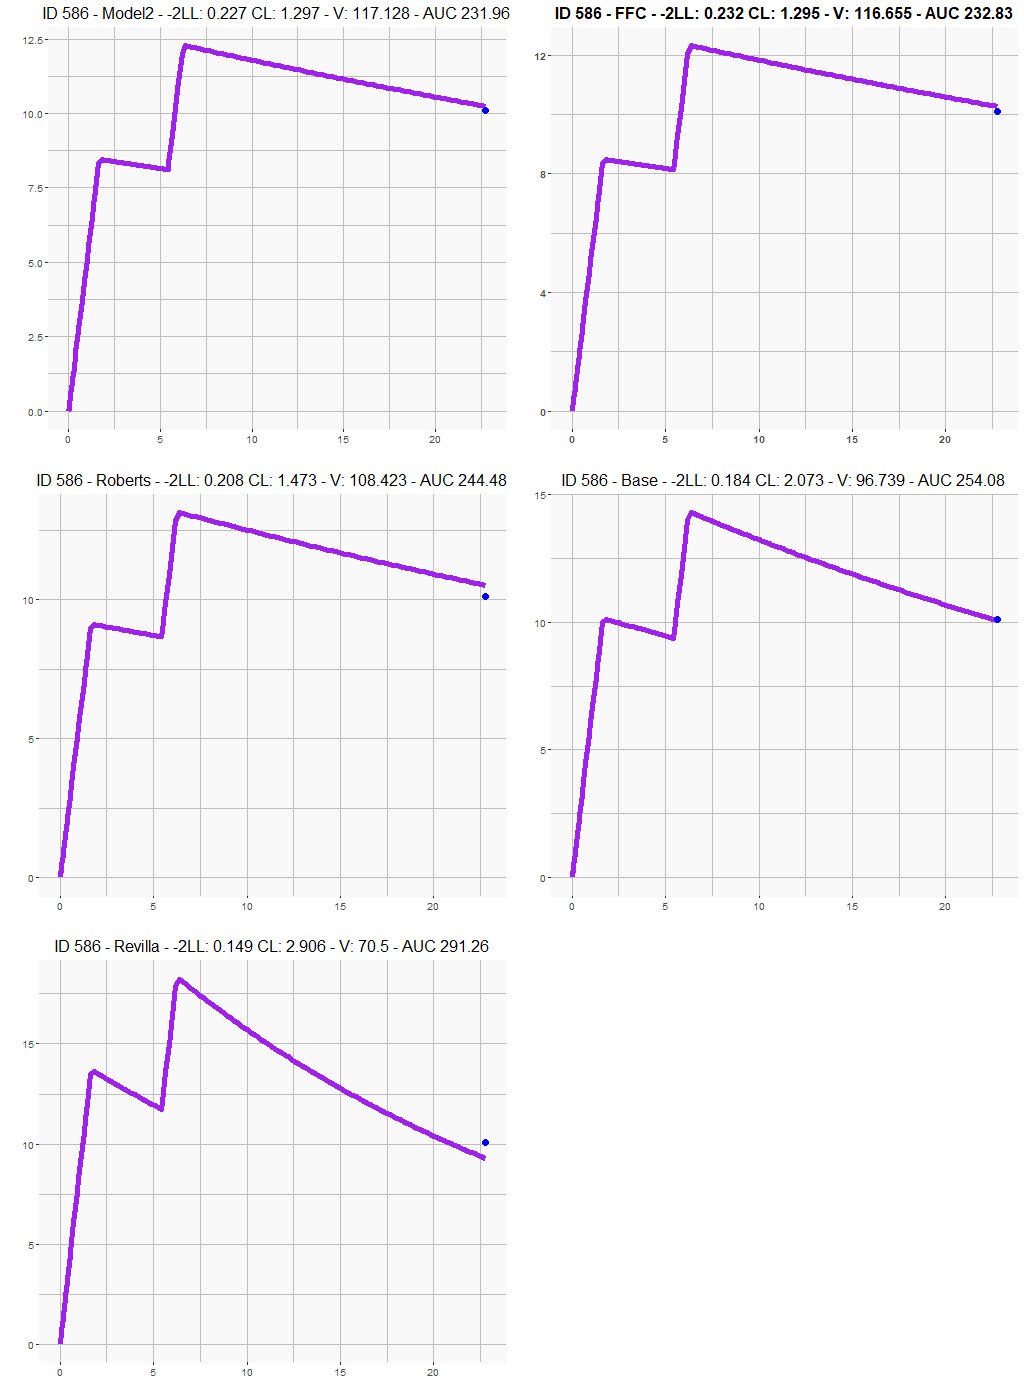 ID 586 - Model2 - -2LL: 0.227 CL: 1.297 - V: 117.128 - AUC 231.96
12.5
10.0
7.5
5.0
2.5
0.0
0 5 10 15 20
ID 586 - FFC - -2LL: 0.232 CL: 1.295 - V: 116.655 - AUC 232.83
12
8
4
0
0 5 10 15 20
ID 586 - Roberts - -2LL: 0.208 CL: 1.473 - V: 108.423 - AUC 244.48
10
5
0
0 5 10 15 20
ID 586 - Base - -2LL: 0.184 CL: 2.073 - V: 96.739 - AUC 254.08
15
10
5
0
0 5 10 15 20
ID 586 - Revilla - -2LL: 0.149 CL: 2.906 - V: 70.5 - AUC 291.26
15
10
5
0
0 5 10 15 20